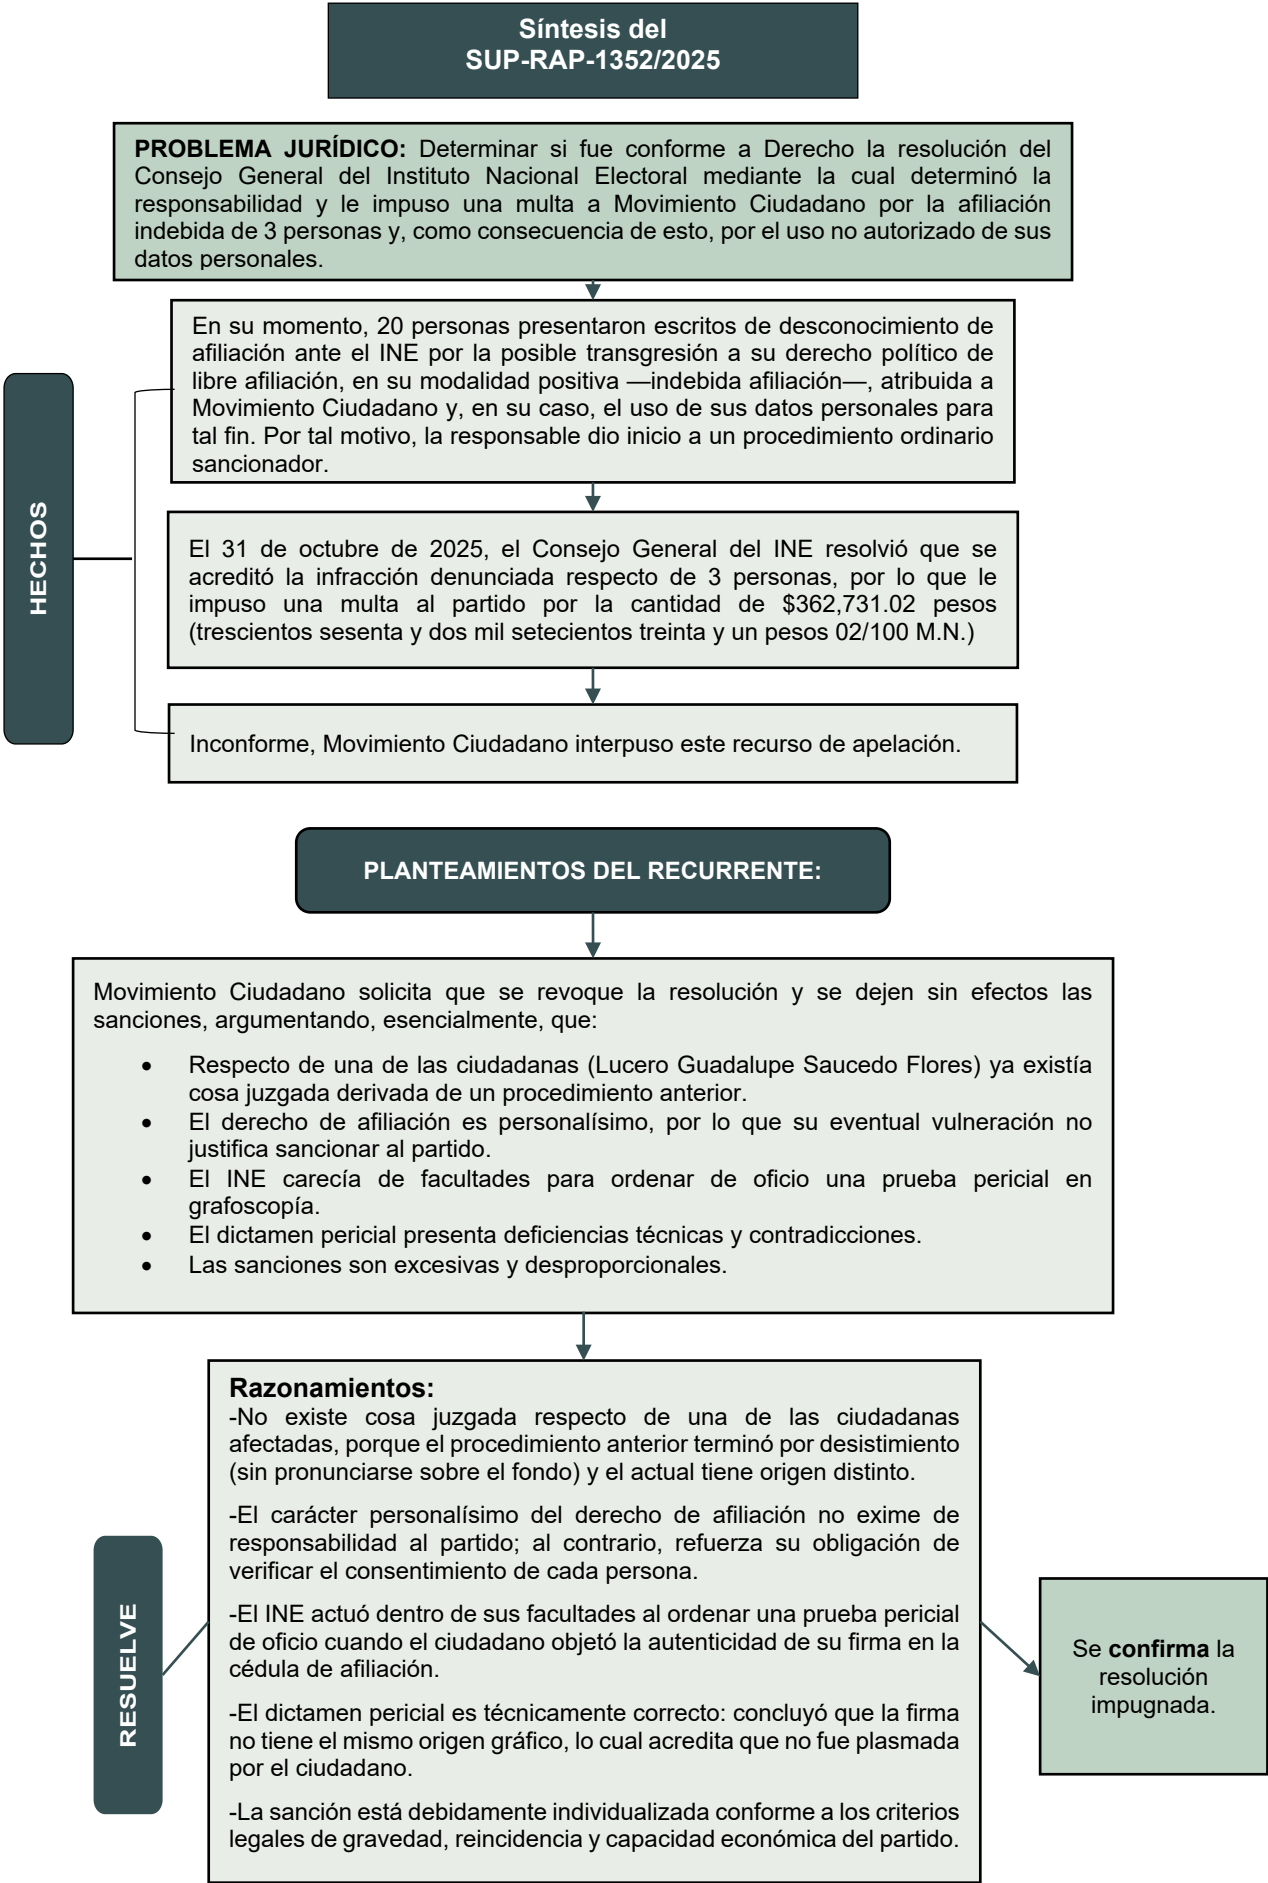 Síntesis del
SUP-RAP-1352/2025
PROBLEMA JURÍDICO: Determinar si fue conforme a Derecho la resolución del
Consejo General del Instituto Nacional Electoral mediante la cual determinó la
responsabilidad y le impuso una multa a Movimiento Ciudadano por la afiliación
indebida de 3 personas y, como consecuencia de esto, por el uso no autorizado de sus
datos personales.
HECHOS
En su momento, 20 personas presentaron escritos de desconocimiento de
afiliación ante el INE por la posible transgresión a su derecho político de
libre afiliación, en su modalidad positiva —indebida afiliación—, atribuida a
Movimiento Ciudadano y, en su caso, el uso de sus datos personales para
tal fin. Por tal motivo, la responsable dio inicio a un procedimiento ordinario
sancionador.
El 31 de octubre de 2025, el Consejo General del INE resolvió que se
acreditó la infracción denunciada respecto de 3 personas, por lo que le
impuso una multa al partido por la cantidad de $362,731.02 pesos
(trescientos sesenta y dos mil setecientos treinta y un pesos 02/100 M.N.)
Inconforme, Movimiento Ciudadano interpuso este recurso de apelación.
PLANTEAMIENTOS DEL RECURRENTE:
Movimiento Ciudadano solicita que se revoque la resolución y se dejen sin efectos las
sanciones, argumentando, esencialmente, que:
• Respecto de una de las ciudadanas (Lucero Guadalupe Saucedo Flores) ya existía
cosa juzgada derivada de un procedimiento anterior.
• El derecho de afiliación es personalísimo, por lo que su eventual vulneración no
justifica sancionar al partido.
• El INE carecía de facultades para ordenar de oficio una prueba pericial en
grafoscopía.
• El dictamen pericial presenta deficiencias técnicas y contradicciones.
• Las sanciones son excesivas y desproporcionales.
RESUELVE
Razonamientos:
-No existe cosa juzgada respecto de una de las ciudadanas
afectadas, porque el procedimiento anterior terminó por desistimiento
(sin pronunciarse sobre el fondo) y el actual tiene origen distinto.
-El carácter personalísimo del derecho de afiliación no exime de
responsabilidad al partido; al contrario, refuerza su obligación de
verificar el consentimiento de cada persona.
-El INE actuó dentro de sus facultades al ordenar una prueba pericial
de oficio cuando el ciudadano objetó la autenticidad de su firma en la
cédula de afiliación.
-El dictamen pericial es técnicamente correcto: concluyó que la firma
no tiene el mismo origen gráfico, lo cual acredita que no fue plasmada
por el ciudadano.
-La sanción está debidamente individualizada conforme a los criterios
legales de gravedad, reincidencia y capacidad económica del partido.
Se confirma la
resolución
impugnada.